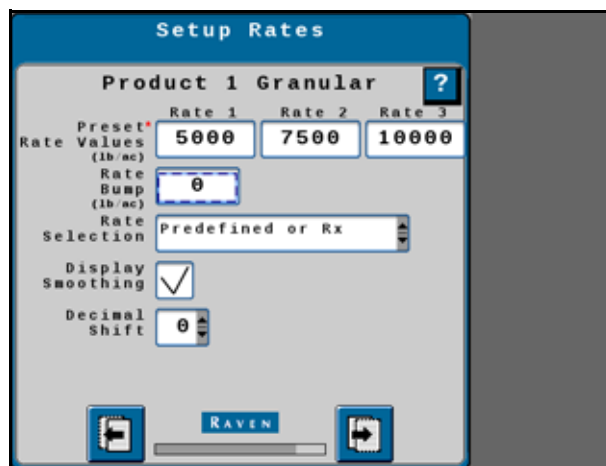 Setup Rates
Product 1 Granular
?
Rate 1 Rate 2 Rate 3
Preset*
Rate Values
(lb/ac)
5000 7500 10000
Rate
Bump
(lb/ac)
0
Rate
Selection
Predefined or Rx
Display
Smoothing
Decimal
Shift
0
RAVEN